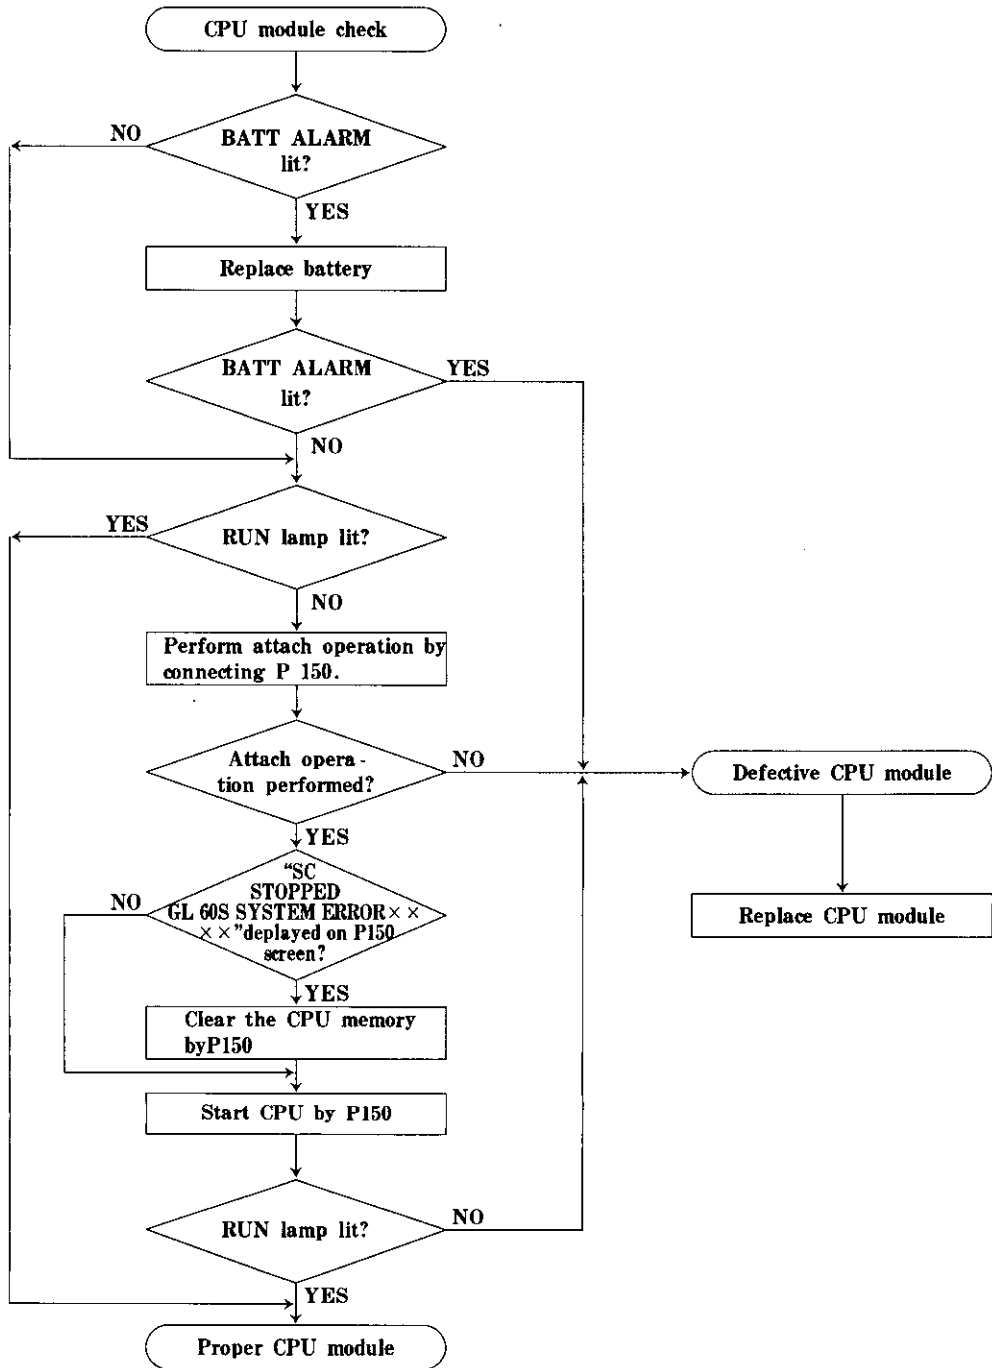 CPU module check
NO
BATT ALARM
lit?
YES
Replace battery
BATT ALARM
lit?
YES
NO
YES
RUN lamp lit?
NO
Perform attach operation by
connecting P 150.
Attach opera-
tion performed?
NO
Defective CPU module
YES
NO
“SC
STOPPED
GL 60S SYSTEM ERROR××
××”deplayed on P150
screen?
Replace CPU module
YES
Clear the CPU memory
byP150
Start CPU by P150
RUN lamp lit?
NO
YES
Proper CPU module